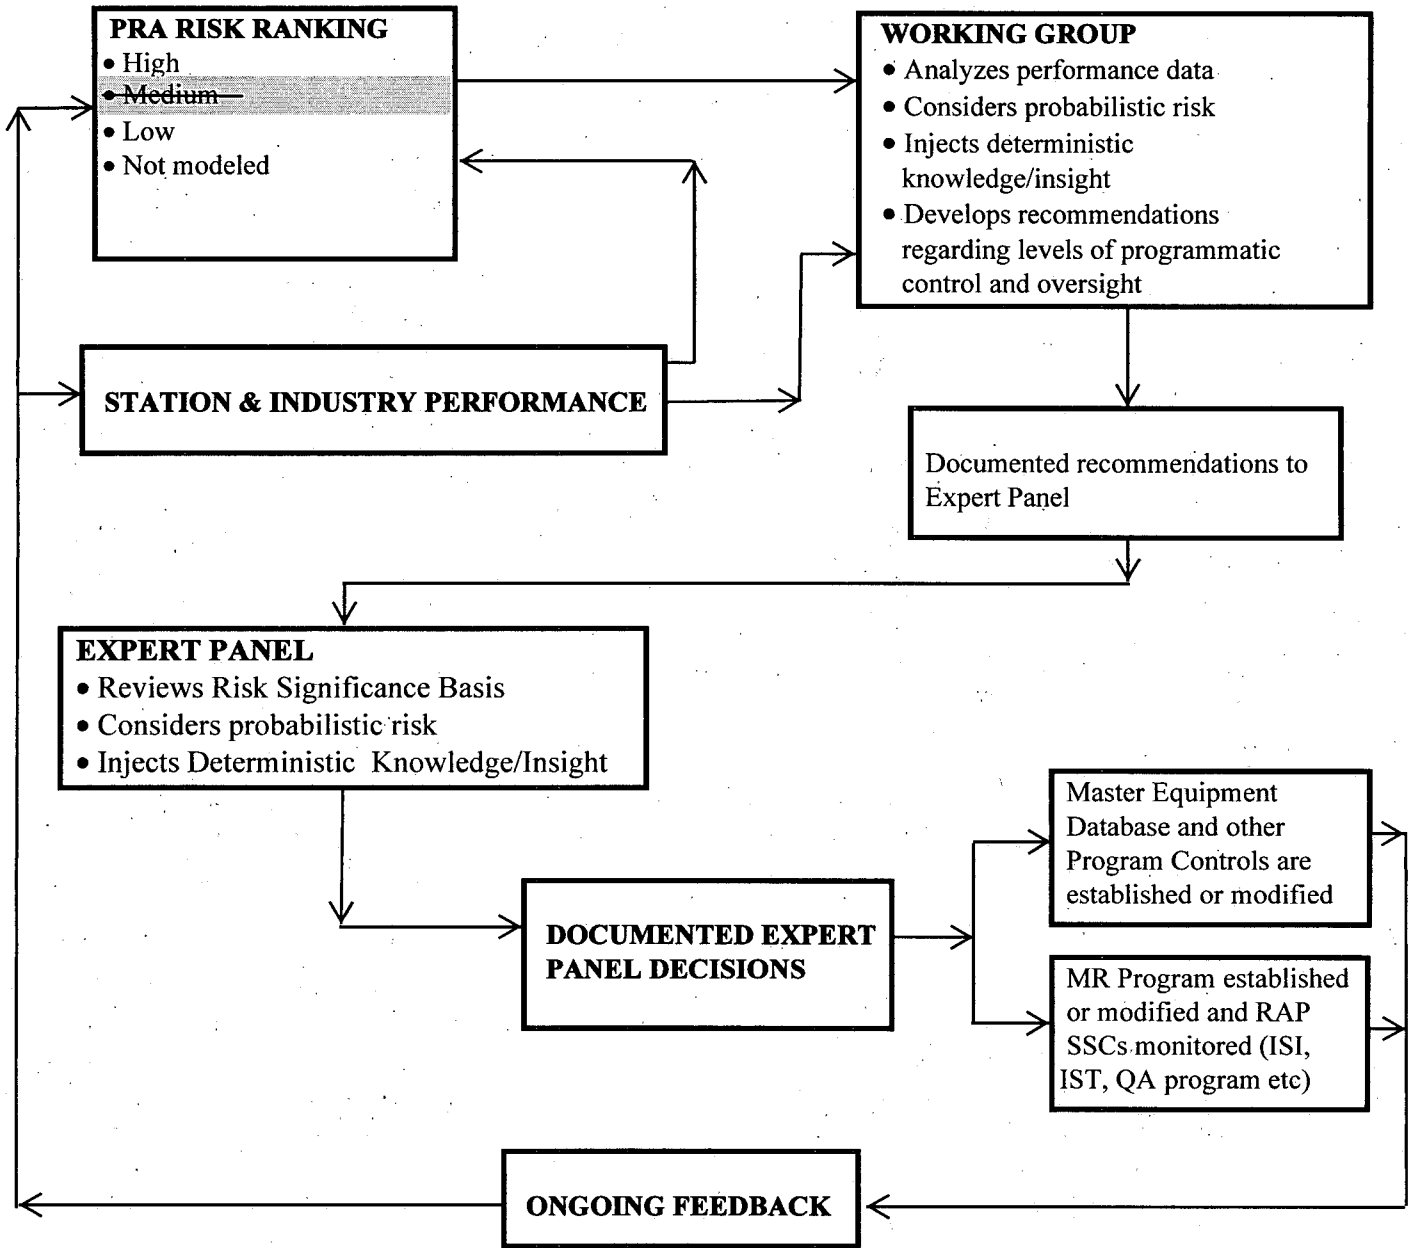 PRA RISK RANKING
• High
• Medium
• Low
• Not modeled
WORKING GROUP
• Analyzes performance data
• Considers probabilistic risk
• Injects deterministic
knowledge/insight
• Develops recommendations
regarding levels of programmatic
control and oversight
STATION & INDUSTRY PERFORMANCE
Documented recommendations to
Expert Panel
EXPERT PANEL
• Reviews Risk Significance Basis
• Considers probabilistic risk
• Injects Deterministic Knowledge/Insight
DOCUMENTED EXPERT
PANEL DECISIONS
Master Equipment
Database and other
Program Controls are
established or modified
MR Program established
or modified and RAP
SSCs monitored (ISI,
IST, QA program etc)
ONGOING FEEDBACK